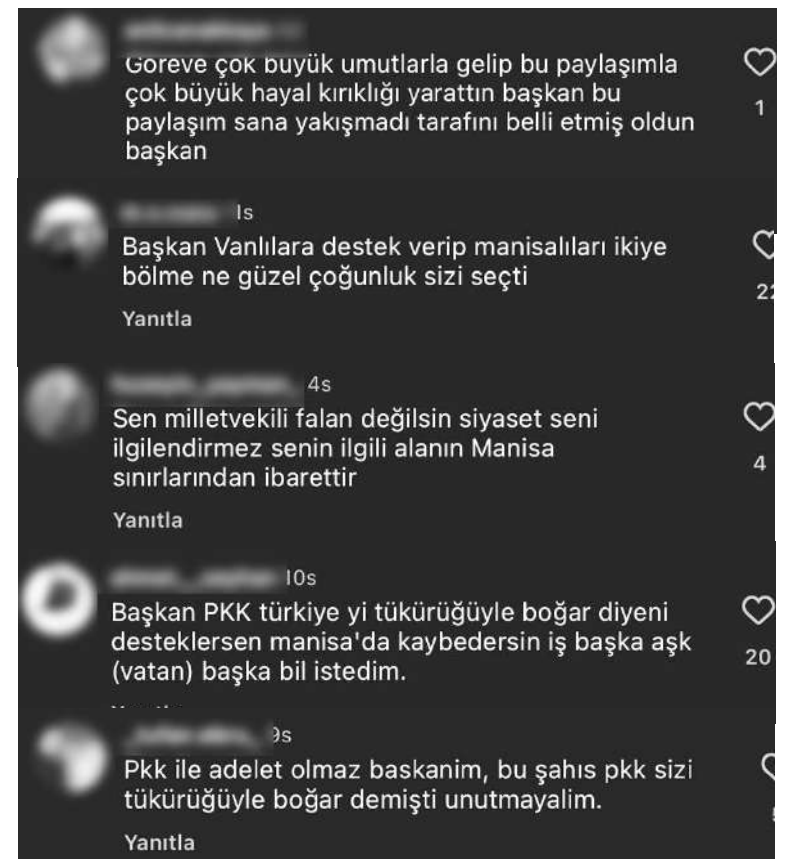 Göreve çok büyük umutlarla gelip bu paylaşımla
çok büyük hayal kırıklığı yarattın başkan bu
paylaşım sana yakışmadı tarafını belli etmiş oldun
başkan
1
1s
Başkan Vanlılara destek verip manisalıları ikiye
bölme ne güzel çoğunluk sizi seçti
22
Yanıtla
4s
Sen milletvekili falan değilsin siyaset seni
ilgilendirmez senin ilgili alanın Manisa
sınırlarından ibarettir
4
Yanıtla
10s
Başkan PKK türkiye yi tükürüğüyle boğar diyeni
desteklersen manisa'da kaybedersin iş başka aşk
(vatan) başka bil istedim.
20
9s
Pkk ile adelet olmaz baskanim, bu şahıs pkk sizi
tükürüğüyle boğar demişti unutmayalim.
Yanıtla